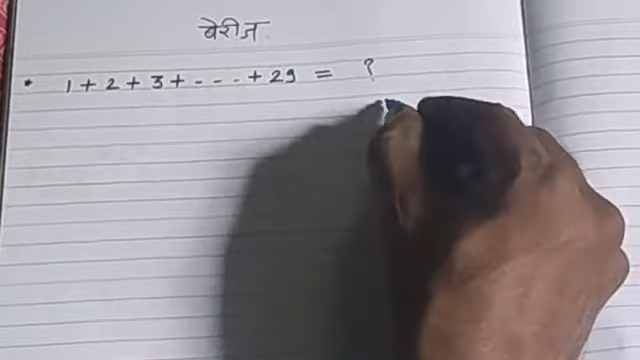 बेरीज
• 1 + 2 + 3 + - - - + 29 = ?